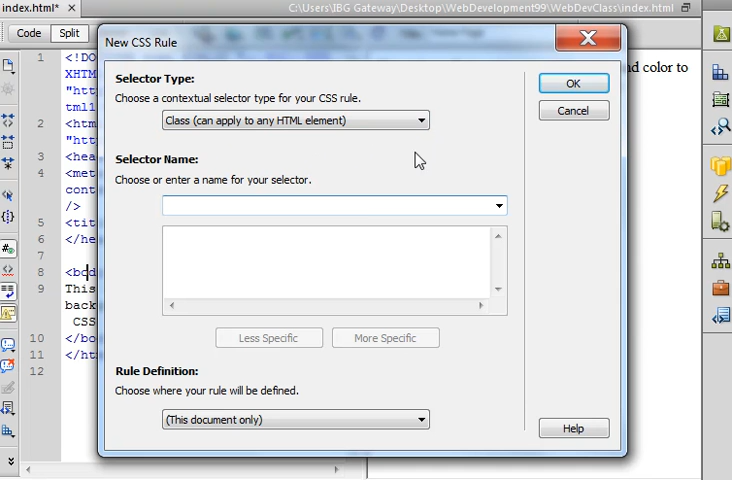 index.html*
C:\Users\IBG Gateway\Desktop\WebDevelopment99\WebDevClass\index.html
Code
Split
New CSS Rule
Selector Type:
Choose a contextual selector type for your CSS rule.
Class (can apply to any HTML element)
Selector Name:
Choose or enter a name for your selector.
Less Specific
More Specific
Rule Definition:
Choose where your rule will be defined.
(This document only)
OK
Cancel
Help
1 <!DO
XHTM
"htt
tml1
2 <htm
"htt
3 <hea
4 <met
cont
/>
5 <tit
6 </he
7
8 <bod
9 This
back
CSS
10 </bo
11 </ht
12
nd color to